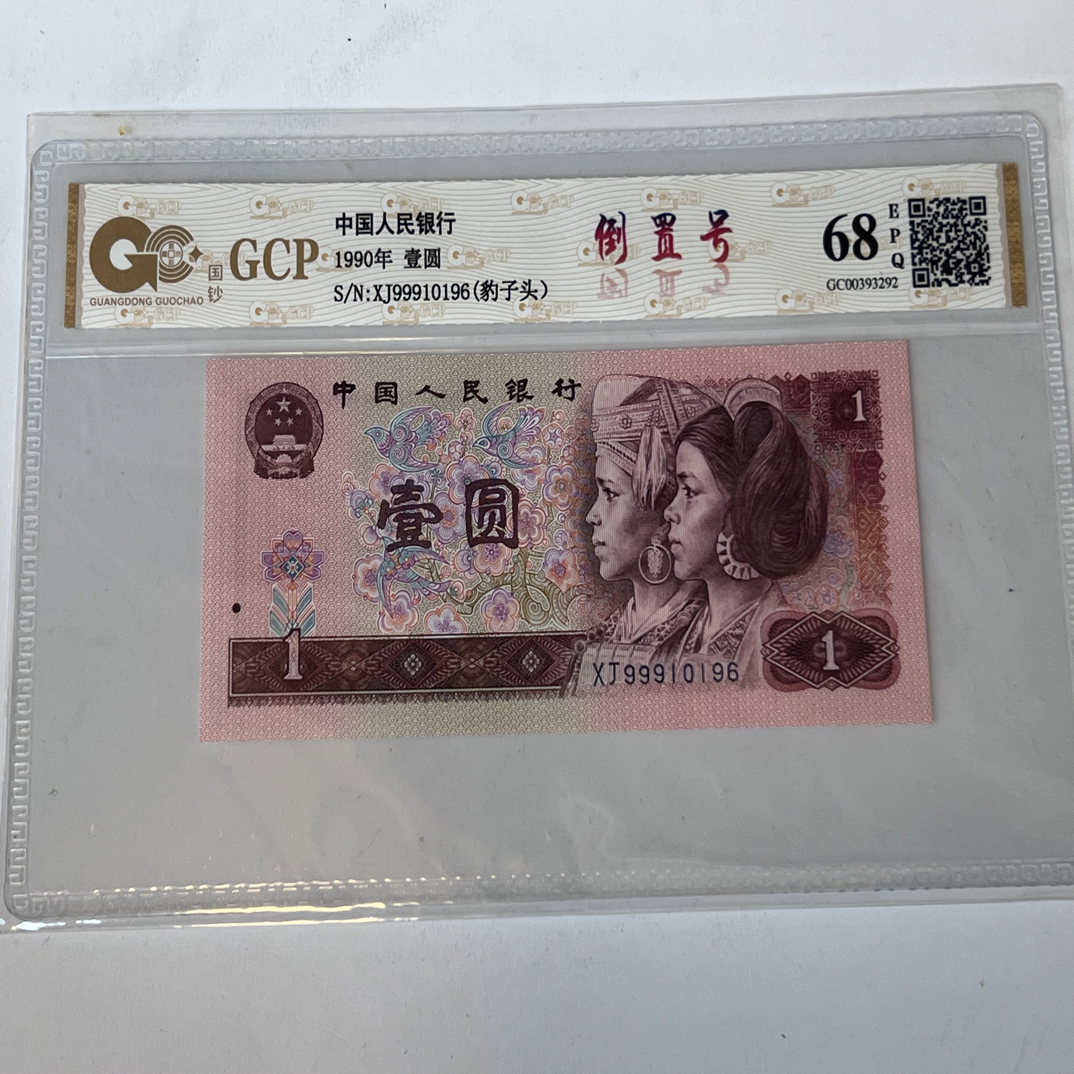 中国人民银行
1990年 壹圆
S/N:XJ99910196(豹子头)
GCP
国钞
GUANGDONG GUOCHAO
倒置号
68
EPQ
GC00393292
中国人民银行
1
壹圆
1
XJ99910196
1